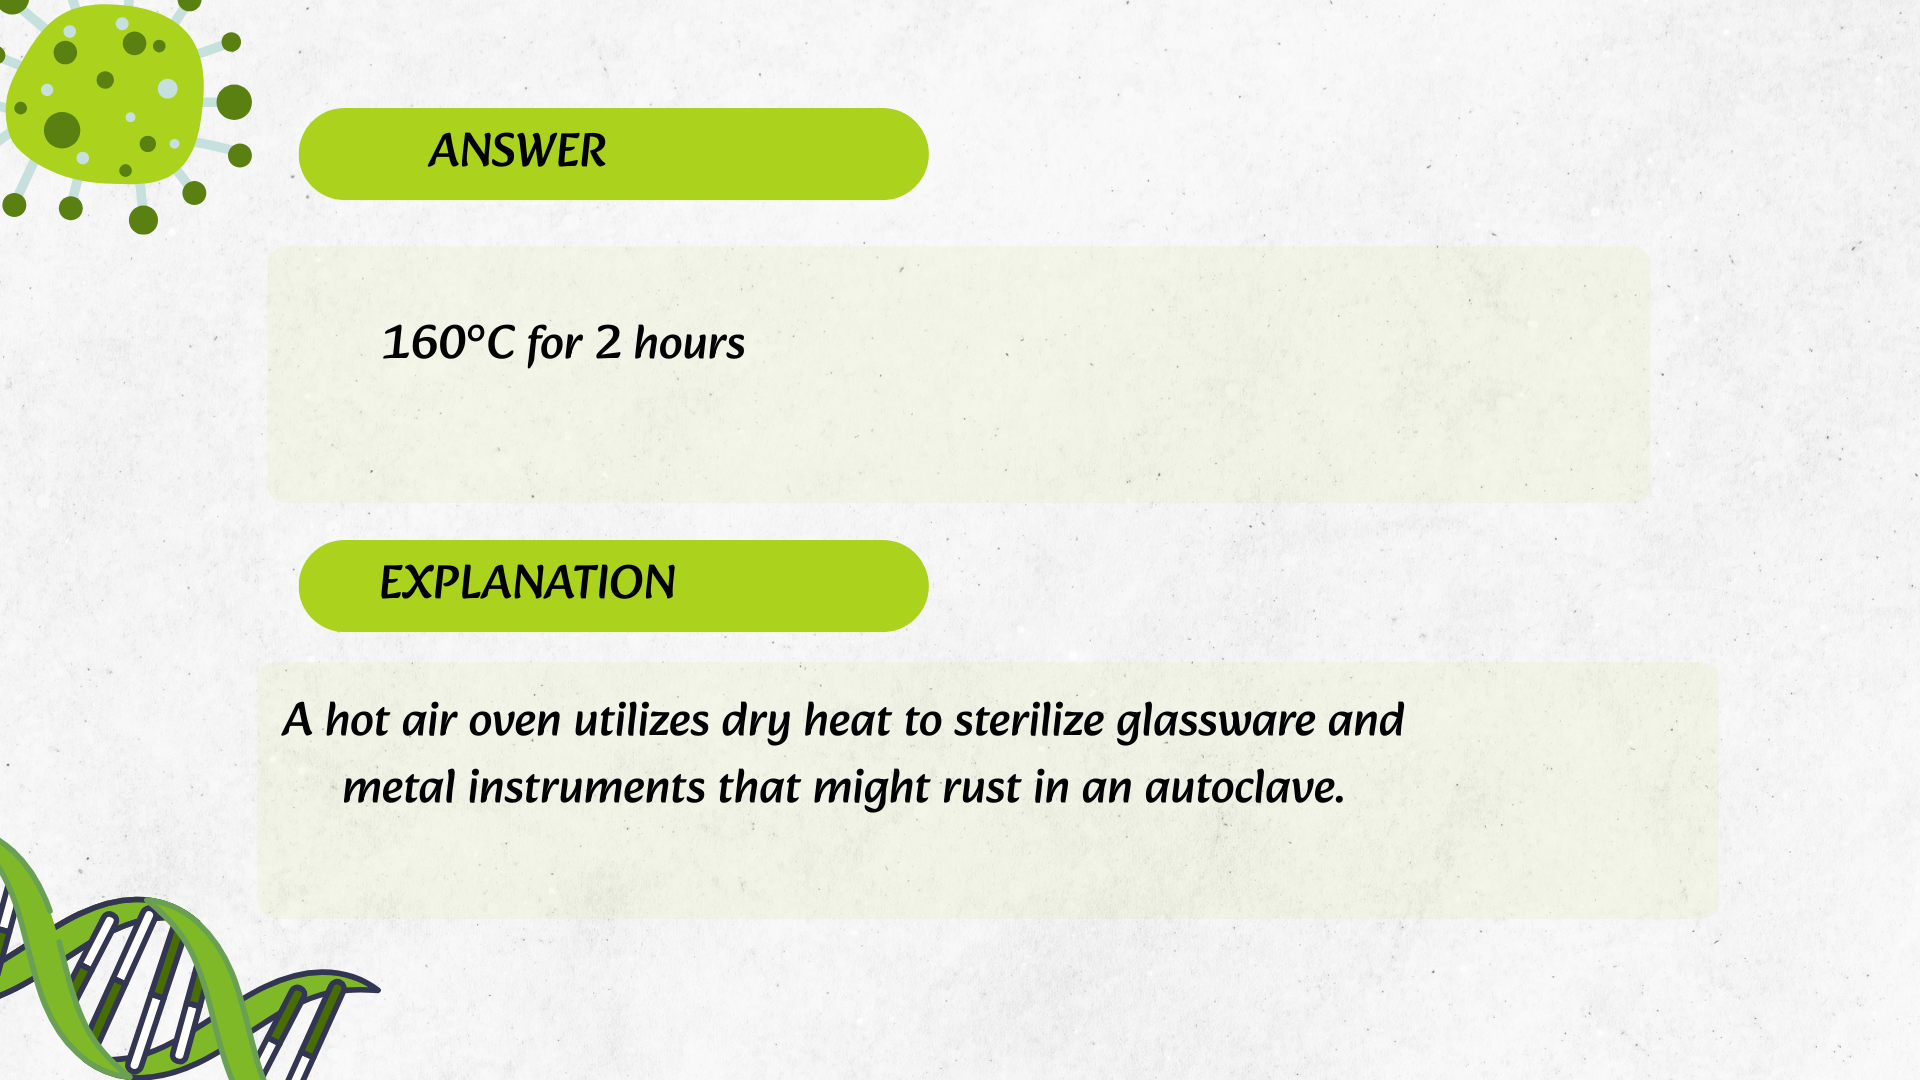 ANSWER
160°C for 2 hours
EXPLANATION
A hot air oven utilizes dry heat to sterilize glassware and
metal instruments that might rust in an autoclave.